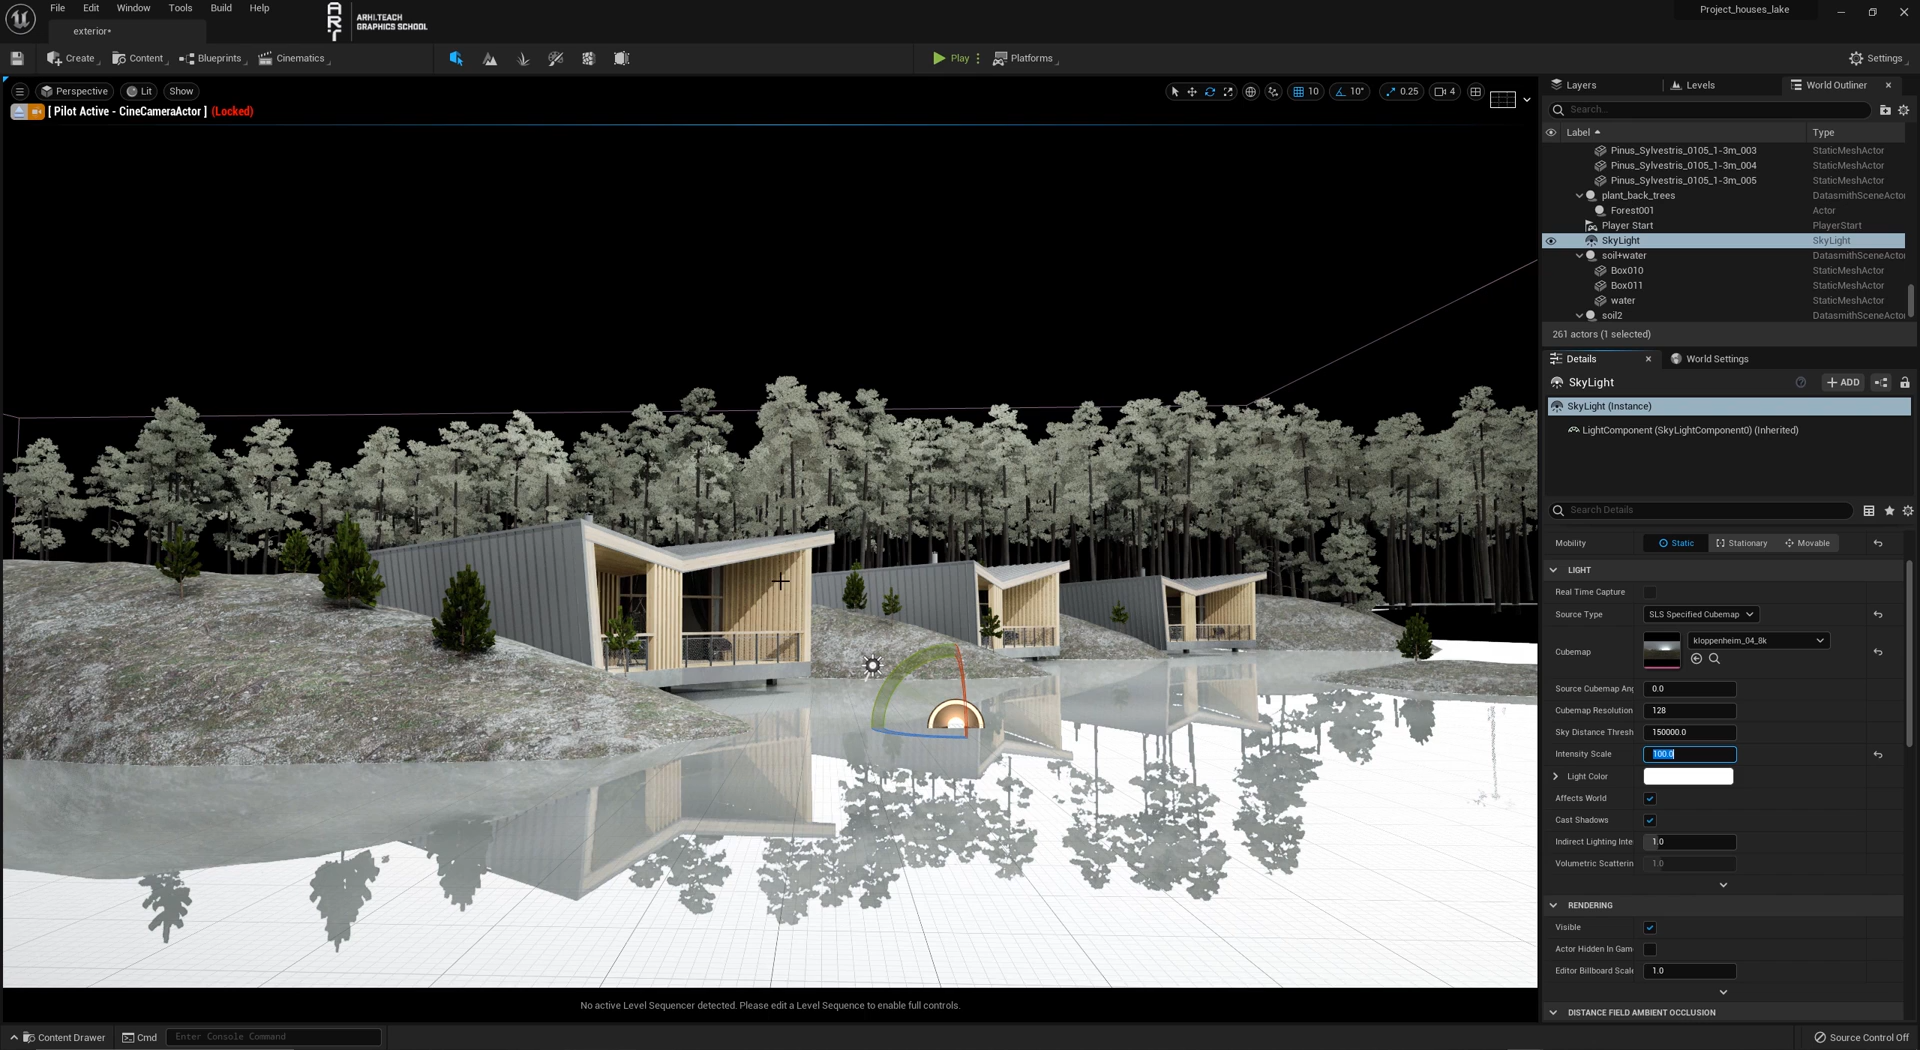 File Edit Window Tools Build Help
ARHI.TEACH
GRAPHICS SCHOOL
Project_houses_lake
exterior*
Create Content Blueprints Cinematics Play Platforms Settings
Perspective Lit Show 10 10° 0.25 4
[ Pilot Active - CineCameraActor ] (Locked)
Layers Levels World Outliner
Search...
Label Type
Pinus_Sylvestris_0105_1-3m_003 StaticMeshActor
Pinus_Sylvestris_0105_1-3m_004 StaticMeshActor
Pinus_Sylvestris_0105_1-3m_005 StaticMeshActor
plant_back_trees DatasmithSceneActor
Forest001 Actor
Player Start PlayerStart
SkyLight SkyLight
soil+water DatasmithSceneActor
Box010 StaticMeshActor
Box011 StaticMeshActor
water StaticMeshActor
soil2 DatasmithSceneActor
261 actors (1 selected)
Details World Settings
SkyLight + ADD
SkyLight (Instance)
LightComponent (SkyLightComponent0) (Inherited)
Search Details
Mobility Static Stationary Movable
LIGHT
Real Time Capture
Source Type SLS Specified Cubemap
Cubemap kloppenheim_04_8k
Source Cubemap Ang 0.0
Cubemap Resolution 128
Sky Distance Thresh 150000.0
Intensity Scale 100.0
Light Color
Affects World
Cast Shadows
Indirect Lighting Inte 1.0
Volumetric Scatterin 1.0
RENDERING
Visible
Actor Hidden In Gam
Editor Billboard Scale 1.0
DISTANCE FIELD AMBIENT OCCLUSION
No active Level Sequencer detected. Please edit a Level Sequence to enable full controls.
Content Drawer Cmd Enter Console Command Source Control Off